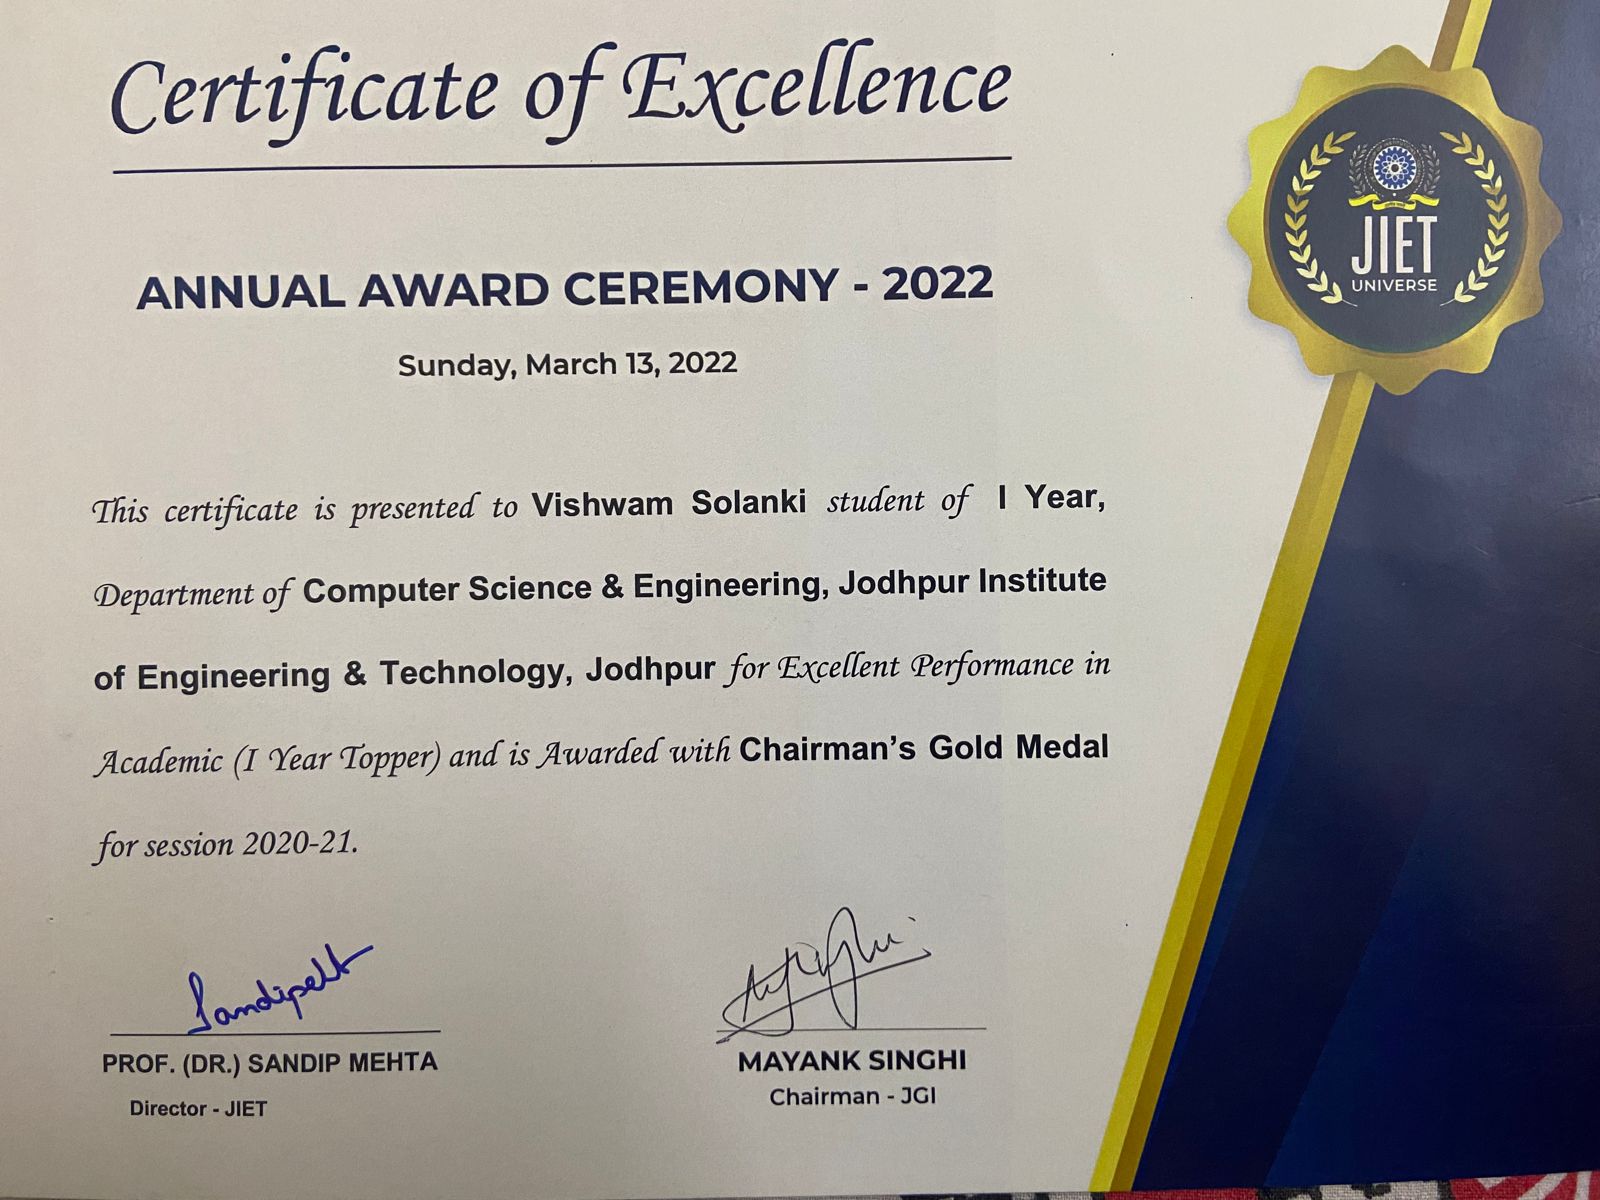 Certificate of Excellence
JIET
UNIVERSE
ANNUAL AWARD CEREMONY - 2022
Sunday, March 13, 2022
This certificate is presented to Vishwam Solanki student of I Year,
Department of Computer Science & Engineering, Jodhpur Institute
of Engineering & Technology, Jodhpur for Excellent Performance in
Academic (I Year Topper) and is Awarded with Chairman's Gold Medal
for session 2020-21.
PROF. (DR.) SANDIP MEHTA
Director - JIET
MAYANK SINGHI
Chairman - JGI